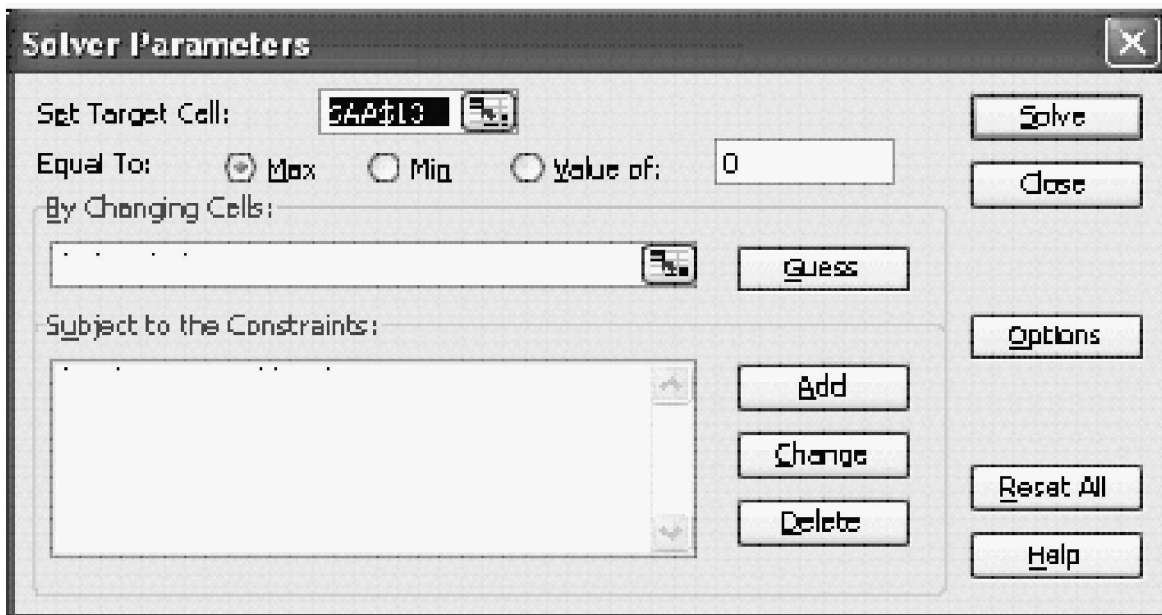 Solver Parameters
Set Target Cell: $AA$13 Solve
Equal To: Max Min Value of: 0 Close
By Changing Cells:
Guess
Subject to the Constraints:
Options
Add
Change
Reset All
Delete
Help